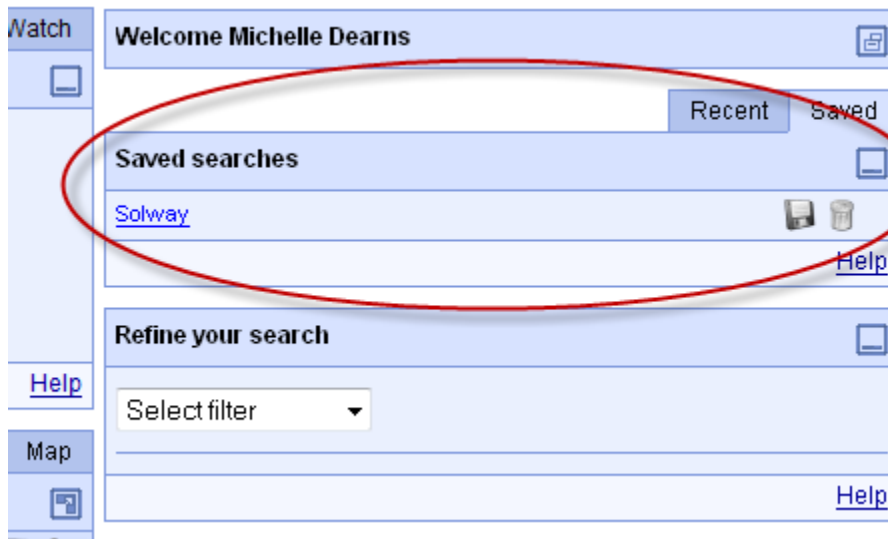 Watch
Welcome Michelle Dearns
Recent
Saved
Saved searches
Solway
Help
Refine your search
Help
Select filter
Map
Help